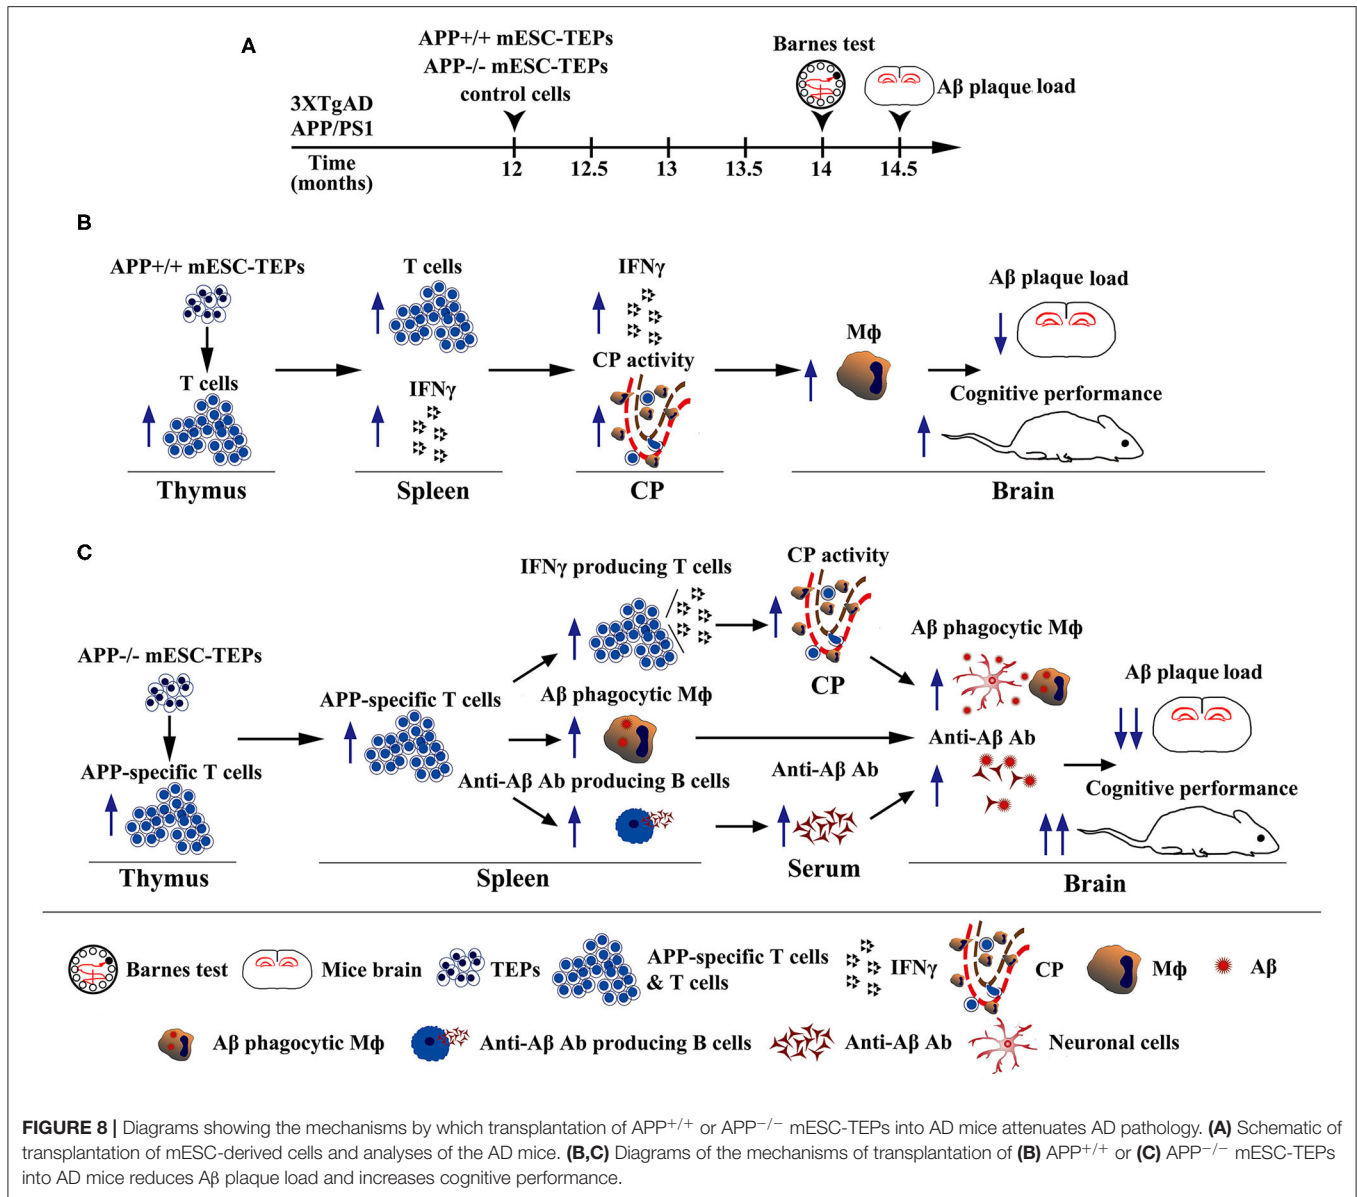 A
APP+/+ mESC-TEPs
APP-/- mESC-TEPs
control cells
Barnes test
Aβ plaque load
3XTgAD
APP/PS1
Time
(months)
12
12.5
13
13.5
14
14.5
B
APP+/+ mESC-TEPs
T cells
Thymus
T cells
IFNγ
Spleen
IFNγ
CP activity
CP
Mϕ
Aβ plaque load
Cognitive performance
Brain
C
APP-/- mESC-TEPs
APP-specific T cells
Thymus
APP-specific T cells
IFNγ producing T cells
Aβ phagocytic Mϕ
Anti-Aβ Ab producing B cells
Spleen
CP activity
CP
Anti-Aβ Ab
Serum
Aβ phagocytic Mϕ
Anti-Aβ Ab
Aβ plaque load
Cognitive performance
Brain
Barnes test
Mice brain
TEPs
APP-specific T cells
& T cells
IFNγ
CP
Mϕ
Aβ
Aβ phagocytic Mϕ
Anti-Aβ Ab producing B cells
Anti-Aβ Ab
Neuronal cells
FIGURE 8 | Diagrams showing the mechanisms by which transplantation of APP+/+ or APP−/− mESC-TEPs into AD mice attenuates AD pathology. (A) Schematic of
transplantation of mESC-derived cells and analyses of the AD mice. (B,C) Diagrams of the mechanisms of transplantation of (B) APP+/+ or (C) APP−/− mESC-TEPs
into AD mice reduces Aβ plaque load and increases cognitive performance.